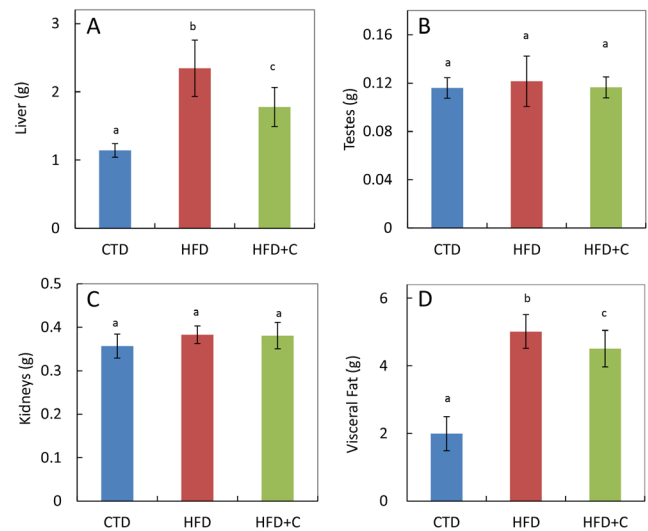 A
Liver (g)
3
2
1
0
a
b
c
CTD
HFD
HFD+C
B
Testes (g)
0.16
0.12
0.08
0.04
0
a
a
a
CTD
HFD
HFD+C
C
Kidneys (g)
0.5
0.4
0.3
0.2
0.1
0
a
a
a
CTD
HFD
HFD+C
D
Visceral Fat (g)
6
4
2
0
a
b
c
CTD
HFD
HFD+C